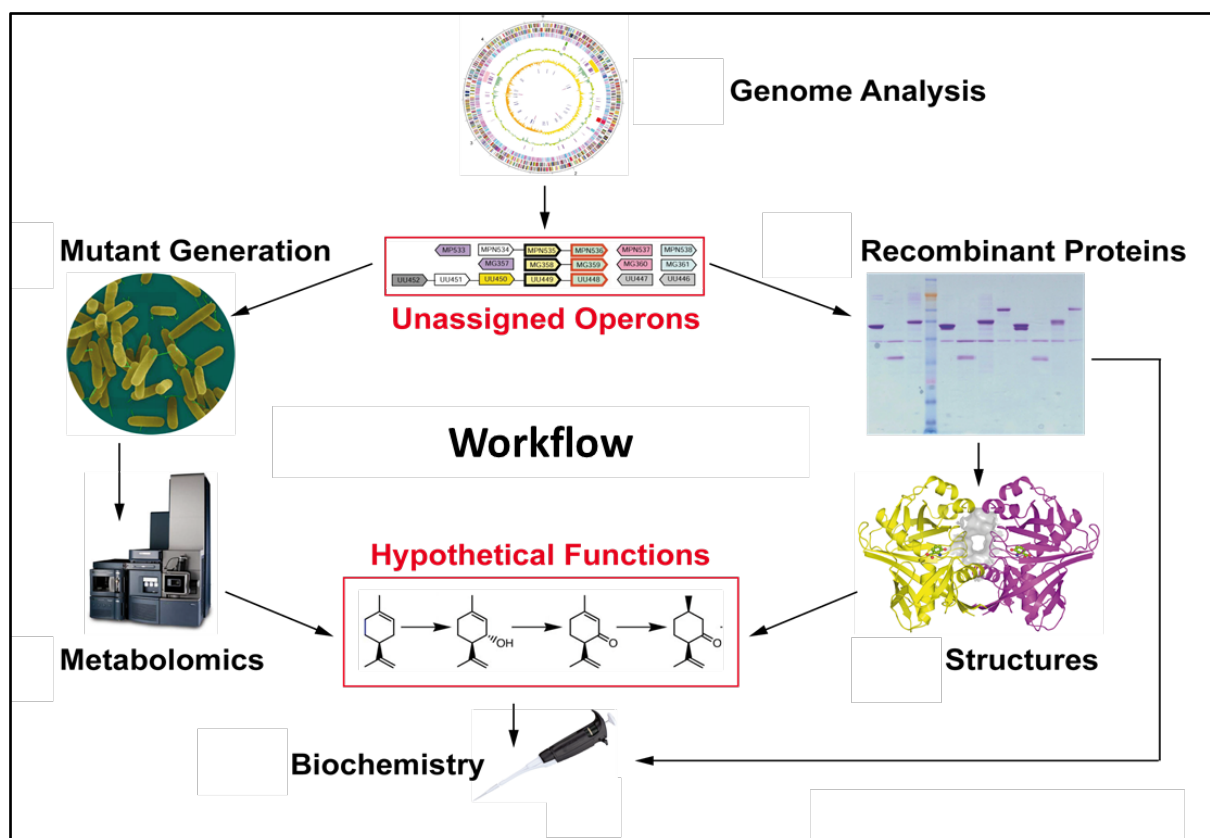 Genome Analysis
Mutant Generation
Recombinant Proteins
MP533 MPN534 MPN535 MPN536 MPN537 MPN538
MG357 MG358 MG359 MG360 MG361
UU452 UU451 UU450 UU449 UU448 UU447 UU446
Unassigned Operons
Workflow
Hypothetical Functions
OH
O
O
Metabolomics
Structures
Biochemistry